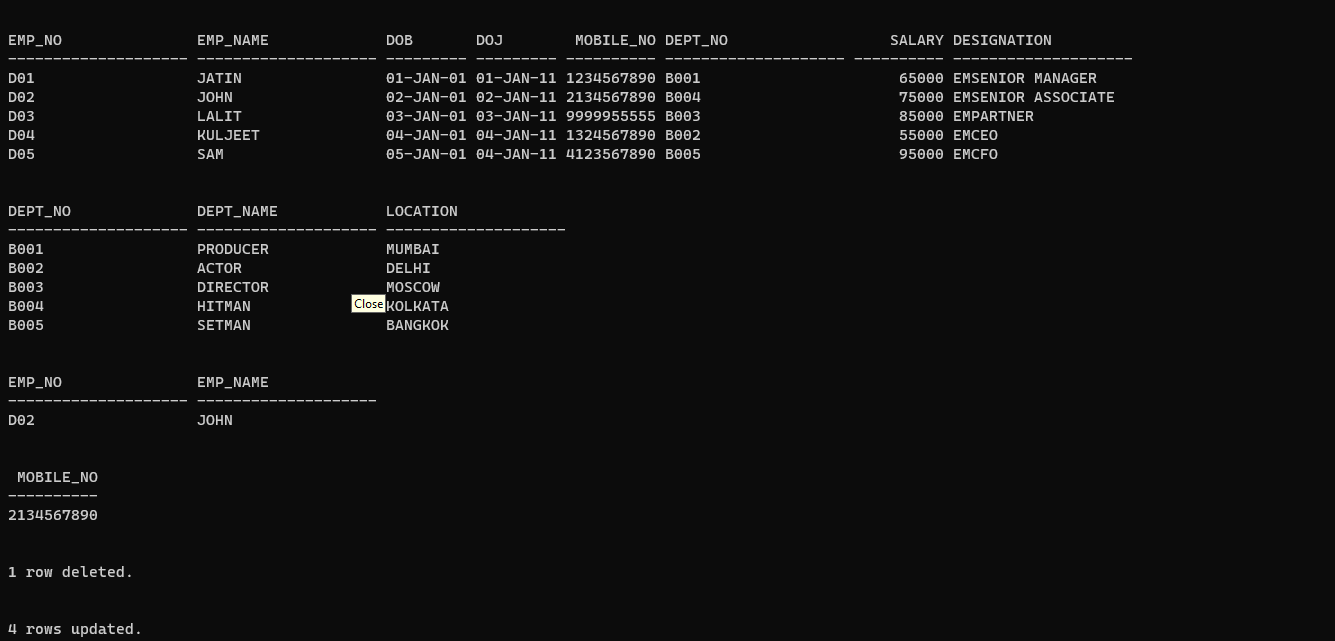 EMP_NO               EMP_NAME             DOB       DOJ        MOBILE_NO DEPT_NO                  SALARY DESIGNATION
-------------------- -------------------- --------- --------- ---------- -------------------- ---------- --------------------
D01                  JATIN                01-JAN-01 01-JAN-11 1234567890 B001                      65000 EMSENIOR MANAGER
D02                  JOHN                 02-JAN-01 02-JAN-11 2134567890 B004                      75000 EMSENIOR ASSOCIATE
D03                  LALIT                03-JAN-01 03-JAN-11 9999955555 B003                      85000 EMPARTNER
D04                  KULJEET              04-JAN-01 04-JAN-11 1324567890 B002                      55000 EMCEO
D05                  SAM                  05-JAN-01 04-JAN-11 4123567890 B005                      95000 EMCFO
DEPT_NO              DEPT_NAME            LOCATION
-------------------- -------------------- --------------------
B001                 PRODUCER             MUMBAI
B002                 ACTOR                DELHI
B003                 DIRECTOR             MOSCOW
B004                 HITMAN           Close KOLKATA
B005                 SETMAN               BANGKOK
EMP_NO               EMP_NAME
-------------------- --------------------
D02                  JOHN
 MOBILE_NO
----------
2134567890
1 row deleted.
4 rows updated.